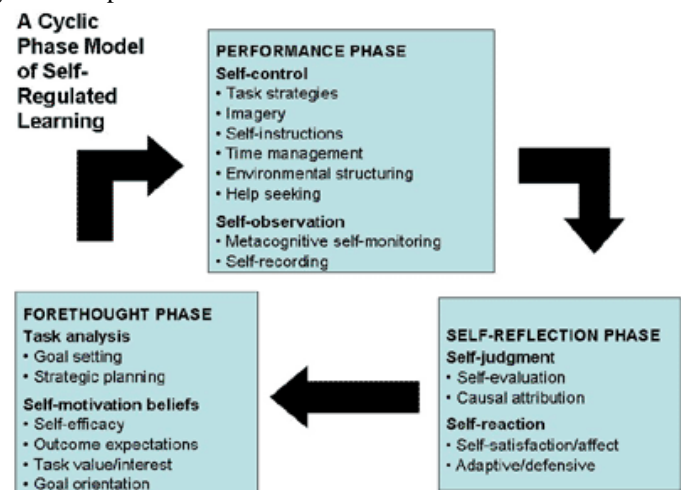 A Cyclic
Phase Model
of Self-
Regulated
Learning
PERFORMANCE PHASE
Self-control
• Task strategies
• Imagery
• Self-instructions
• Time management
• Environmental structuring
• Help seeking
Self-observation
• Metacognitive self-monitoring
• Self-recording
FORETHOUGHT PHASE
Task analysis
• Goal setting
• Strategic planning
Self-motivation beliefs
• Self-efficacy
• Outcome expectations
• Task value/interest
• Goal orientation
SELF-REFLECTION PHASE
Self-judgment
• Self-evaluation
• Causal attribution
Self-reaction
• Self-satisfaction/affect
• Adaptive/defensive